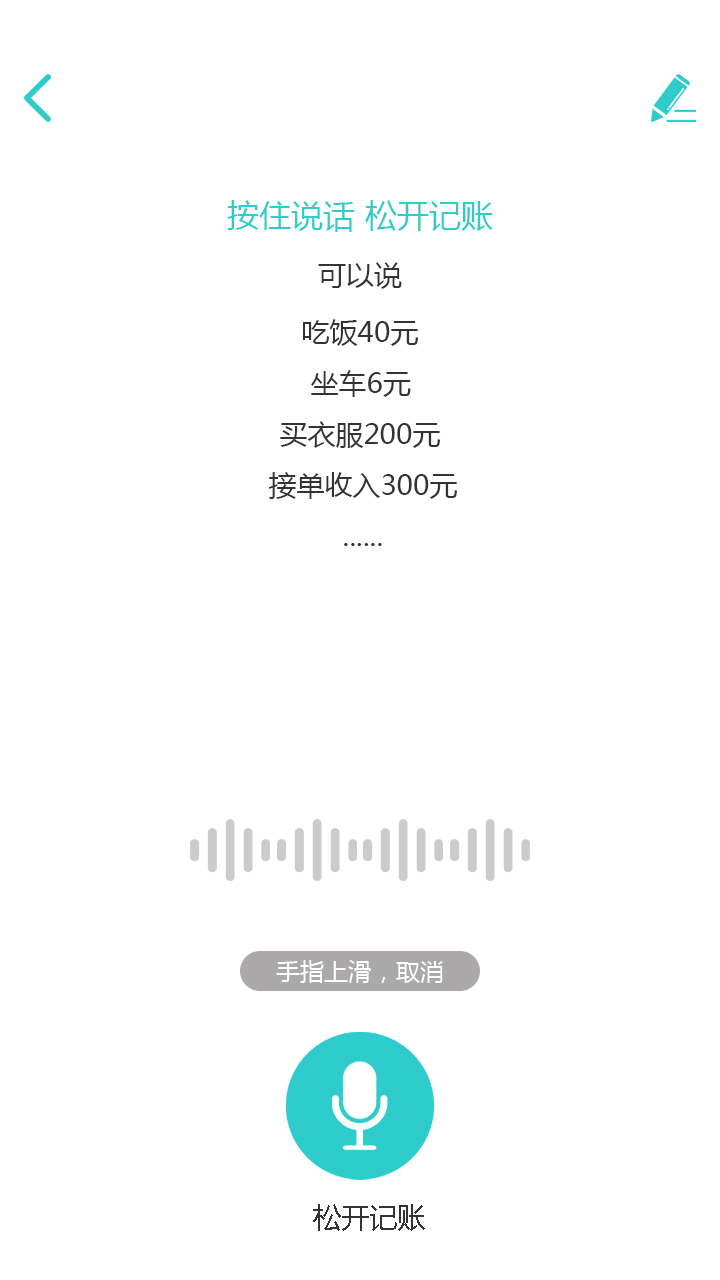 按住说话 松开记账
可以说
吃饭40元
坐车6元
买衣服200元
接单收入300元
......
手指上滑，取消
松开记账